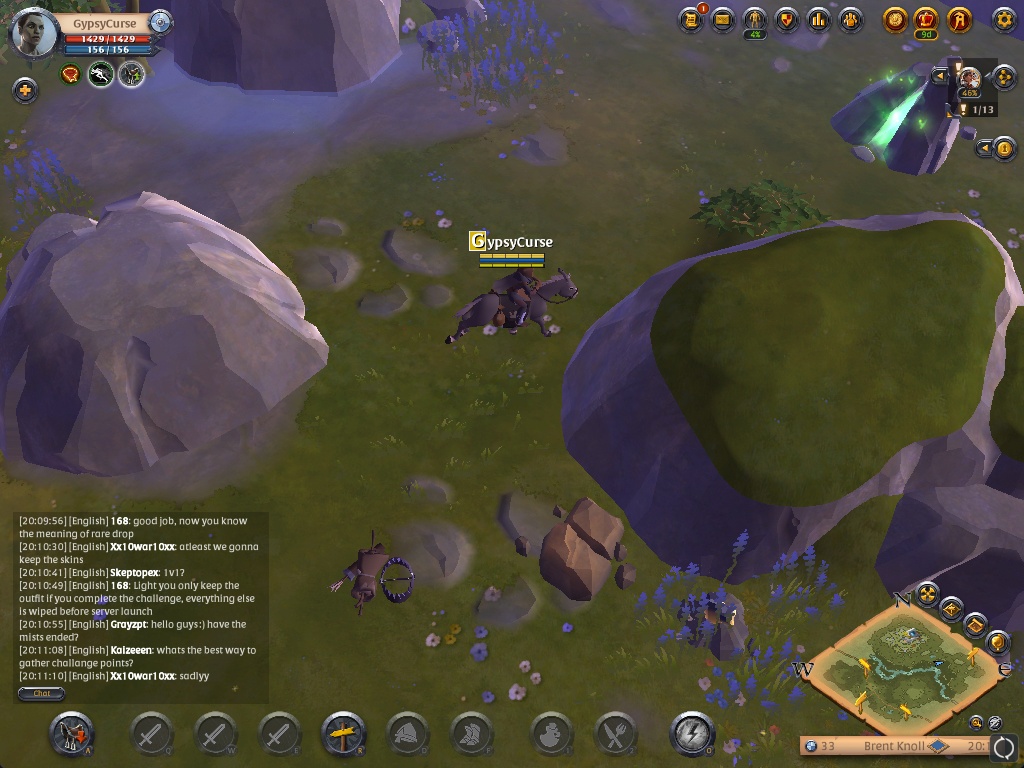 GypsyCurse
1429 / 1429
156 / 156
1
4%
9d
46%
1/13
GypsyCurse
[20:09:56] [English] 168: good job, now you know
the meaning of rare drop
[20:10:30] [English] Xx10war10xx: atleast we gonna
keep the skins
[20:10:41] [English] Skeptopex: 1v1?
[20:10:49] [English] 168: Light you only keep the
outfit if you complete the challenge, everything else
is wiped before server launch
[20:10:55] [English] Grayzpt: hello guys:) have the
mists ended?
[20:11:08] [English] Kaizeeen: whats the best way to
gather challange points?
[20:11:10] [English] Xx10war10xx: sadlyy
Chat
N
W
E
A
Q
W
E
R
D
F
33
Brent Knoll
20: